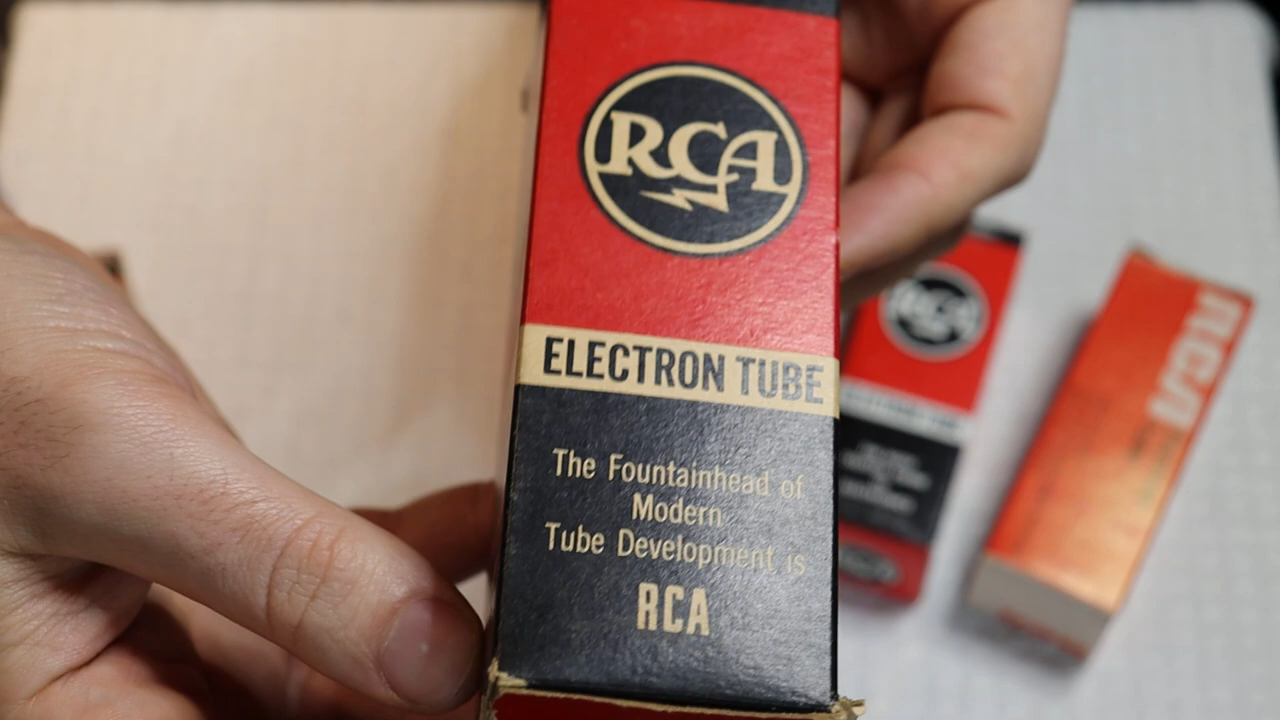 RCA
ELECTRON TUBE
The Fountainhead of
Modern
Tube Development is
RCA
RCA
RCA